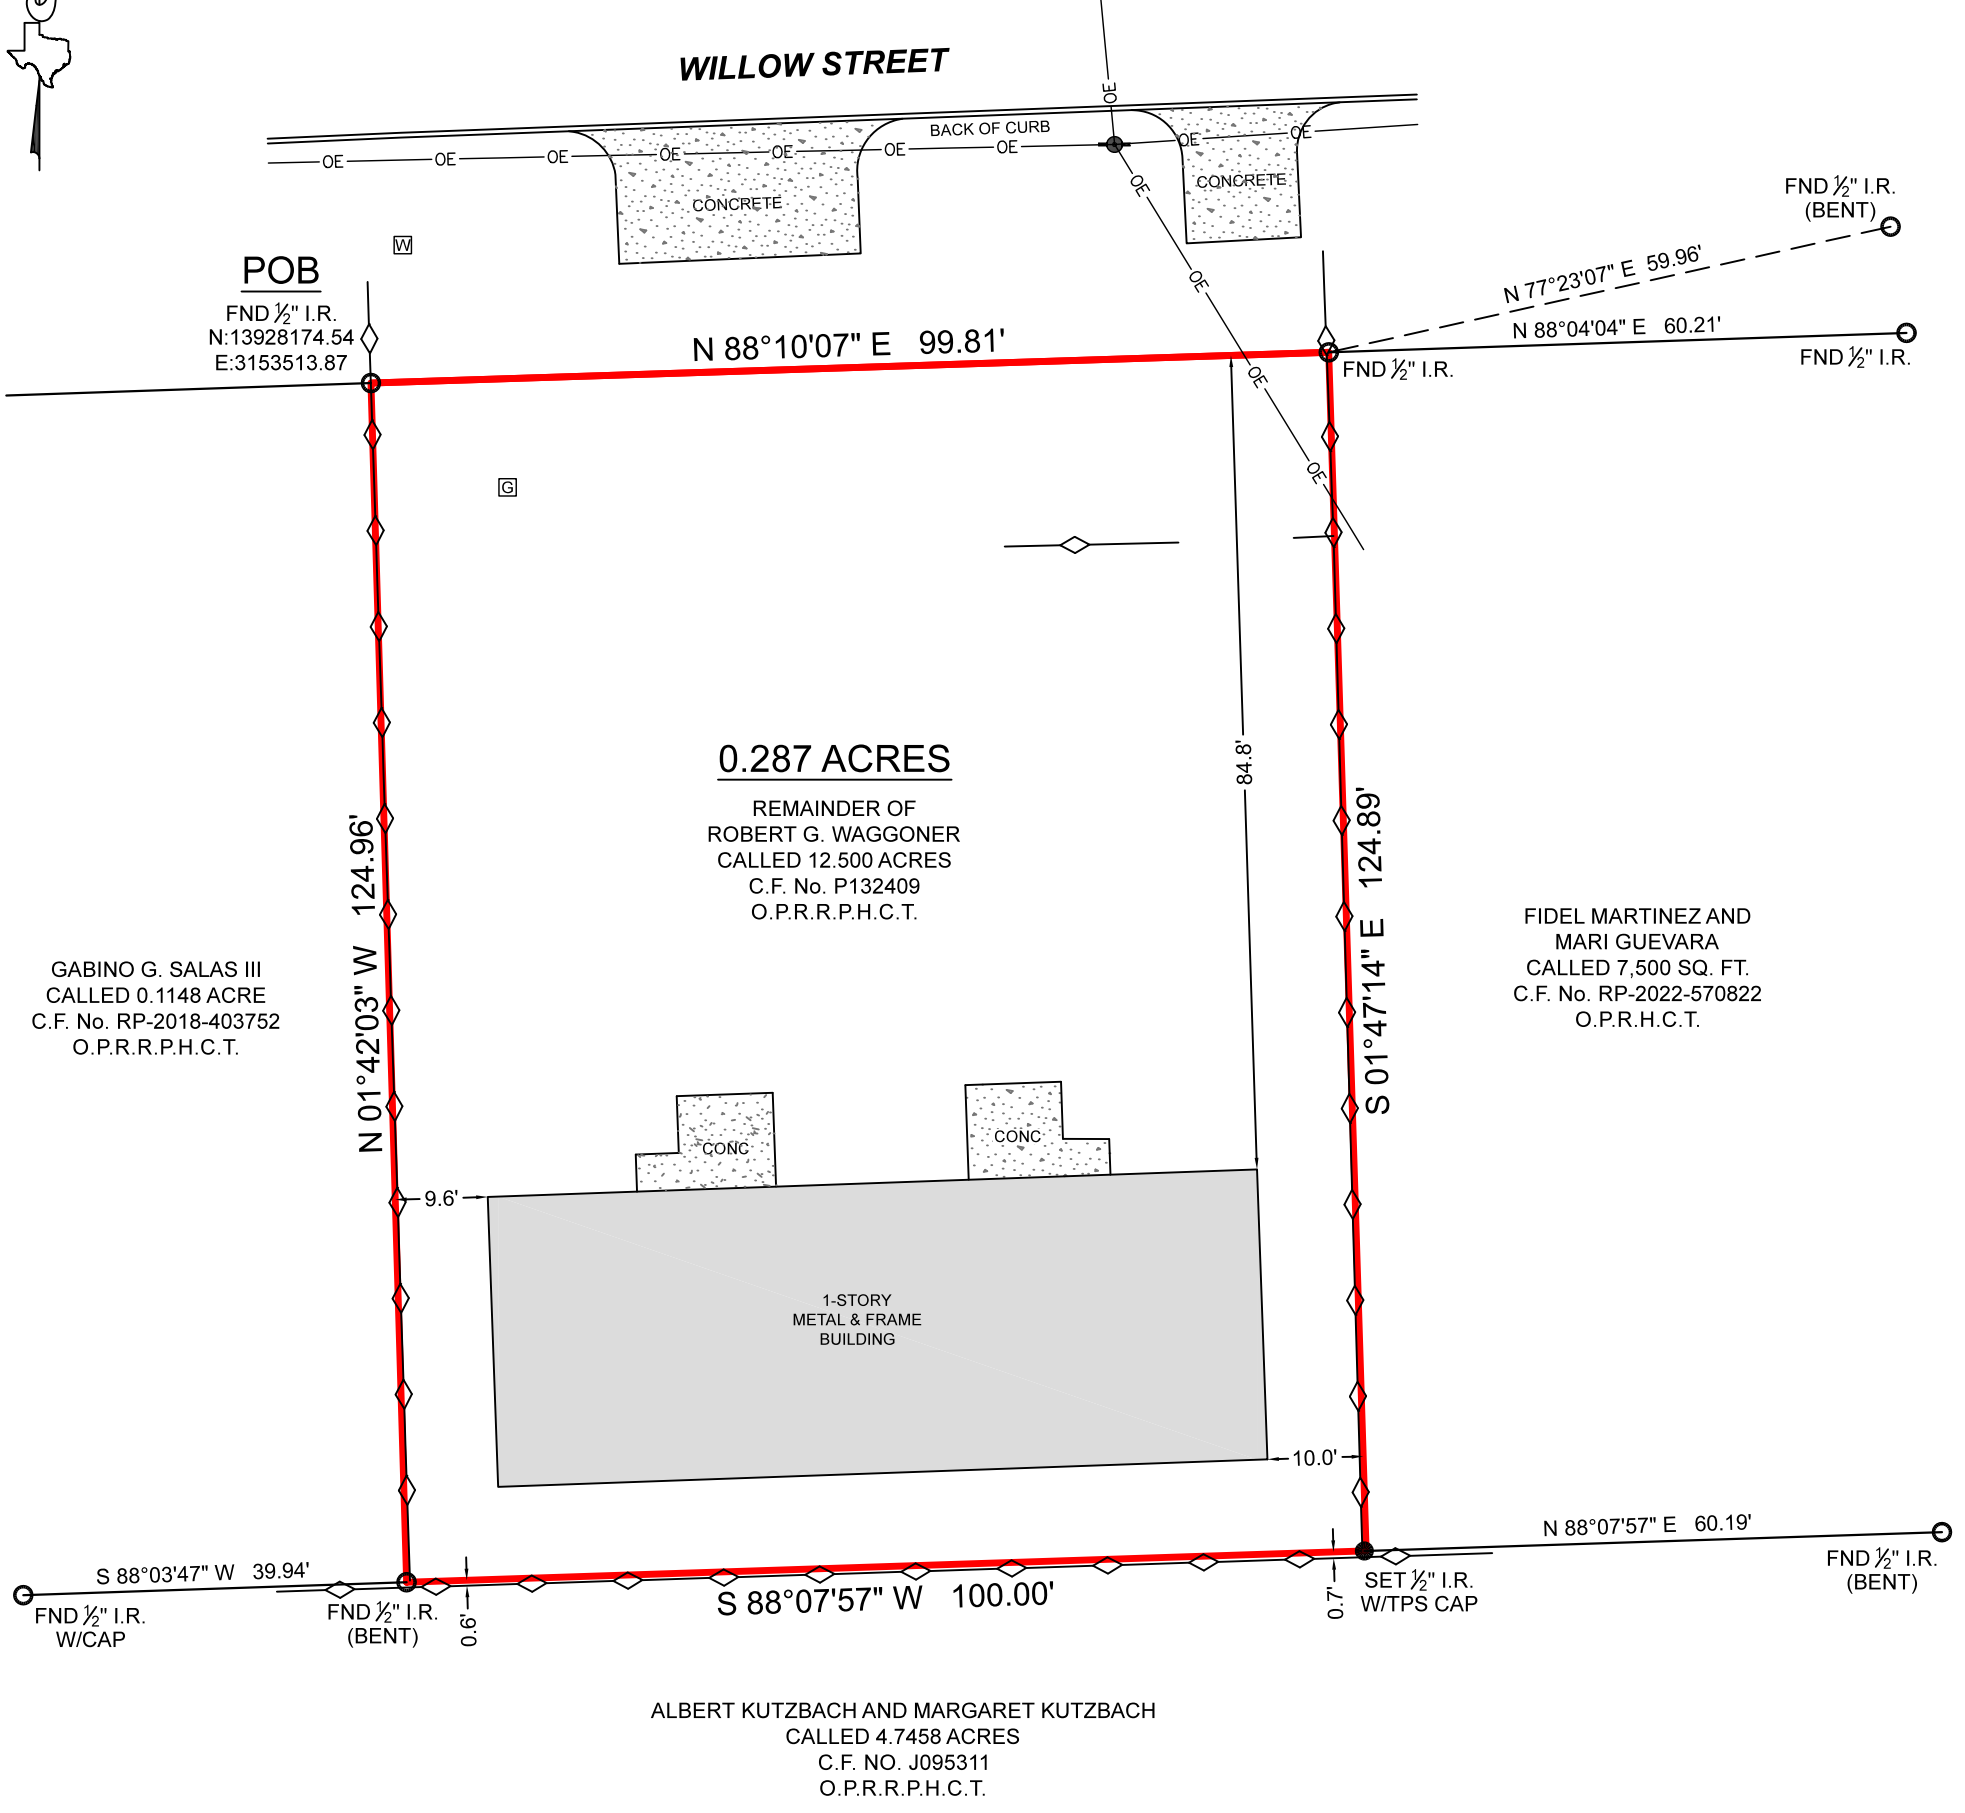 WILLOW STREET
OE
BACK OF CURB
OE OE OE OE OE OE OE OE OE
CONCRETE
CONCRETE
OE
OE
OE
OE
W
POB
FND 1/2" I.R.
N:13928174.54
E:3153513.87
N 88°10'07" E 99.81'
FND 1/2" I.R.
(BENT)
N 77°23'07" E 59.96'
N 88°04'04" E 60.21'
FND 1/2" I.R.
FND 1/2" I.R.
G
84.8'
0.287 ACRES
REMAINDER OF
ROBERT G. WAGGONER
CALLED 12.500 ACRES
C.F. No. P132409
O.P.R.R.P.H.C.T.
N 01°42'03" W 124.96'
S 01°47'14" E 124.89'
GABINO G. SALAS III
CALLED 0.1148 ACRE
C.F. No. RP-2018-403752
O.P.R.R.P.H.C.T.
FIDEL MARTINEZ AND
MARI GUEVARA
CALLED 7,500 SQ. FT.
C.F. No. RP-2022-570822
O.P.R.H.C.T.
CONC
CONC
9.6'
1-STORY
METAL & FRAME
BUILDING
10.0'
S 88°03'47" W 39.94'
FND 1/2" I.R.
W/CAP
FND 1/2" I.R.
(BENT)
0.6'
S 88°07'57" W 100.00'
0.7'
SET 1/2" I.R.
W/TPS CAP
N 88°07'57" E 60.19'
FND 1/2" I.R.
(BENT)
ALBERT KUTZBACH AND MARGARET KUTZBACH
CALLED 4.7458 ACRES
C.F. NO. J095311
O.P.R.R.P.H.C.T.